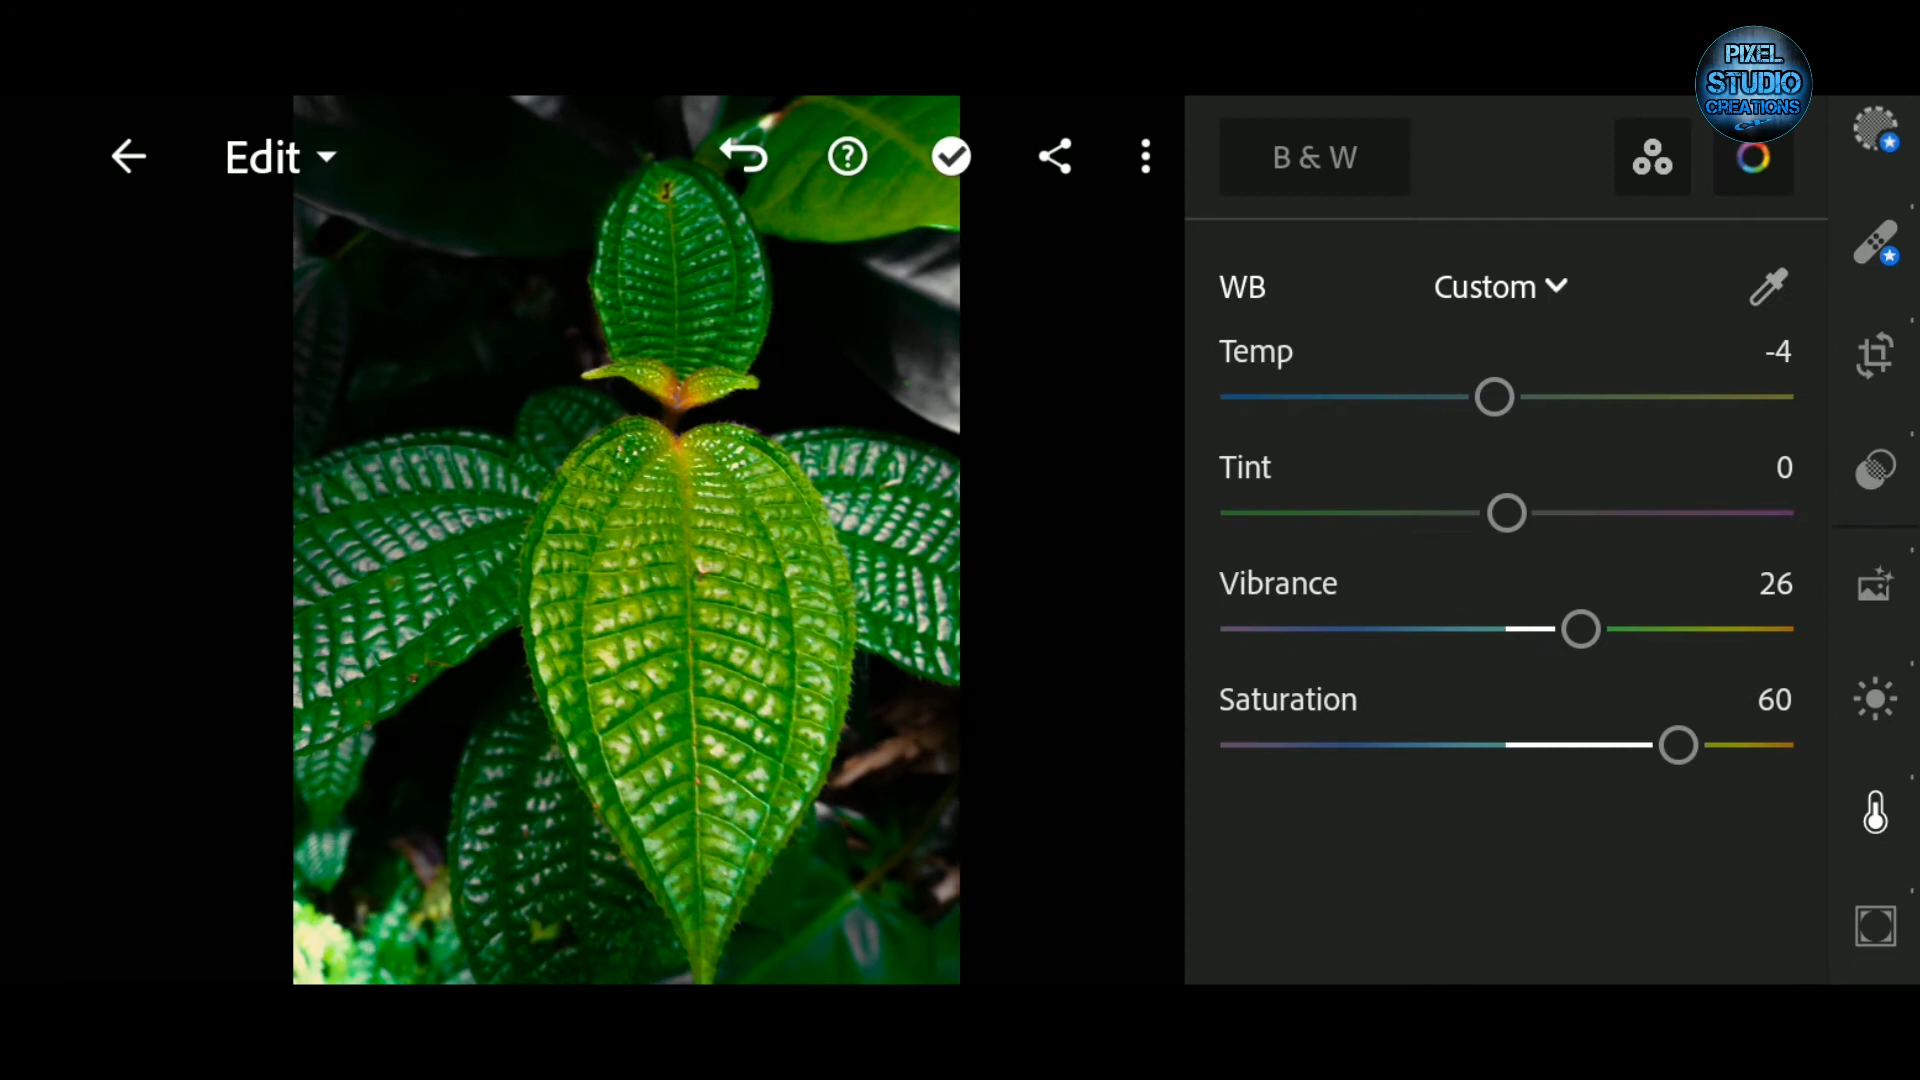 PIXEL
STUDIO
CREATIONS
Edit
B & W
WB
Custom
Temp
-4
Tint
0
Vibrance
26
Saturation
60